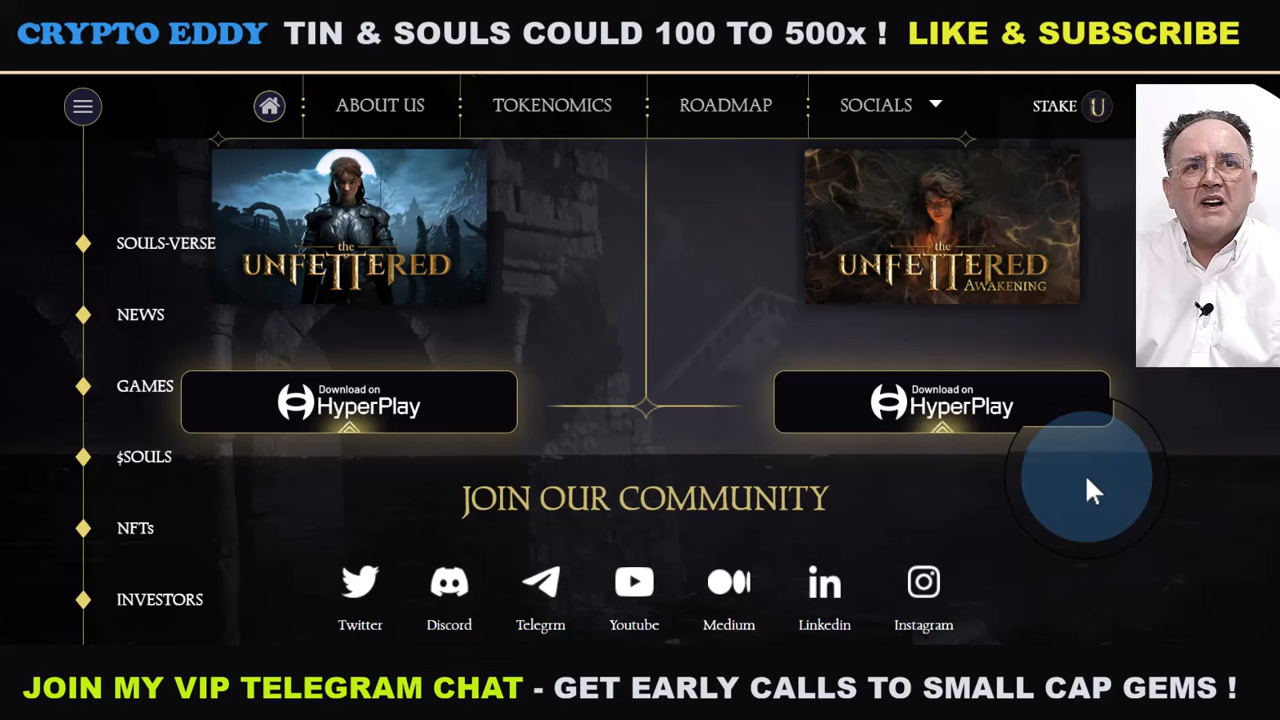 CRYPTO EDDY TIN & SOULS COULD 100 TO 500x ! LIKE & SUBSCRIBE
ABOUT US TOKENOMICS ROADMAP SOCIALS STAKE U
SOULS-VERSE
NEWS
GAMES
$SOULS
NFTs
INVESTORS
the
UNFETTERED
the
UNFETTERED
AWAKENING
Download on
HyperPlay
Download on
HyperPlay
JOIN OUR COMMUNITY
Twitter Discord Telegrm Youtube Medium Linkedin Instagram
JOIN MY VIP TELEGRAM CHAT - GET EARLY CALLS TO SMALL CAP GEMS !